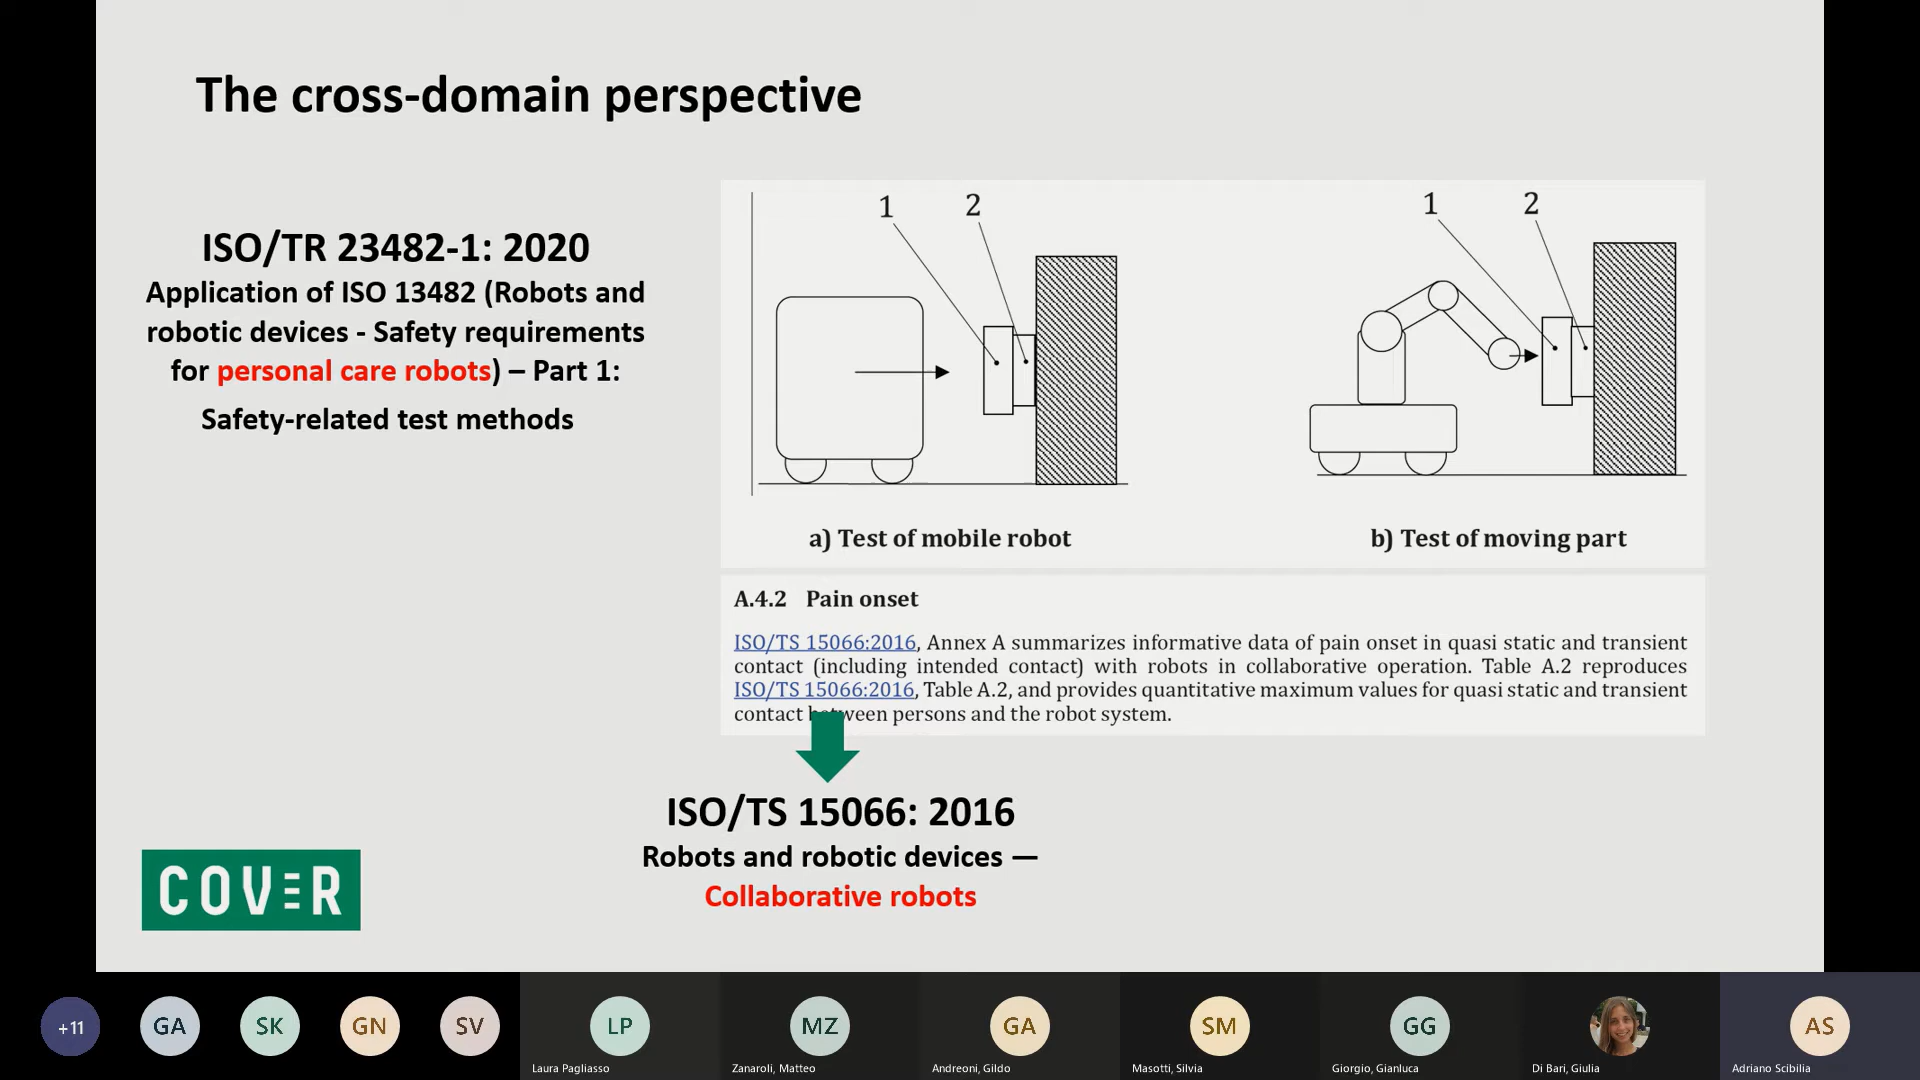 The cross-domain perspective
ISO/TR 23482-1: 2020
Application of ISO 13482 (Robots and
robotic devices - Safety requirements
for personal care robots) – Part 1:
Safety-related test methods
1 2
1 2
a) Test of mobile robot
b) Test of moving part
A.4.2 Pain onset
ISO/TS 15066:2016, Annex A summarizes informative data of pain onset in quasi static and transient
contact (including intended contact) with robots in collaborative operation. Table A.2 reproduces
ISO/TS 15066:2016, Table A.2, and provides quantitative maximum values for quasi static and transient
contact between persons and the robot system.
ISO/TS 15066: 2016
Robots and robotic devices —
Collaborative robots
COVER
+11
GA
SK
GN
SV
LP
MZ
GA
SM
GG
AS
Laura Pagliasso
Zanaroli, Matteo
Andreoni, Gildo
Masotti, Silvia
Giorgio, Gianluca
Di Bari, Giulia
Adriano Scibilia